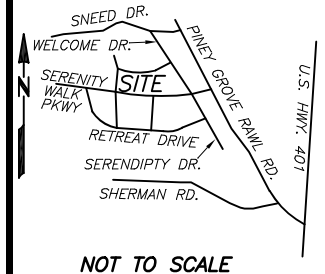 SNEED DR.
WELCOME DR.
PINEY GROVE RAWL RD.
U.S. HWY. 401
N
SERENITY
WALK
PKWY
SITE
RETREAT DRIVE
SERENDIPTY DR.
SHERMAN RD.
NOT TO SCALE